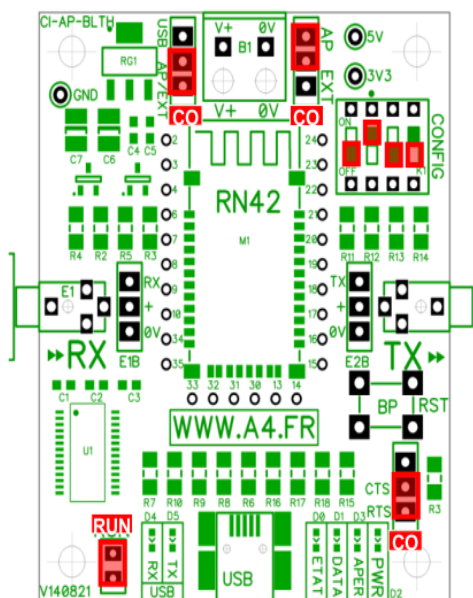 CI-AP-BLTH
USB
V+ B1 0V
AP
5V
RG1
AP/EXT
EXT
3V3
GND
CO
V+ 0V
CO
ON
CONFIG
C7 C6 C4 C5
2
24
OFF
K1
3
23
4
RN42
22
R4 R2 R5 R3
6
21
R11 R12 R13 R14
7
M1
20
8
19
E1
RX
9
18
TX
+
10
17
+
0V
34
16
0V
RX
E1B
35
15
E2B
TX
C1 C2 C3
33 32 31 30 13 14
BP
RST
U1
WWW.A4.FR
CTS
R7 R10 R9 R8 R6 R16 R17 R18 R15
RTS
R3
RUN
D4 D5
D0 D1 D3
CO
RX TX
USB
ETAT DATA APER PWR
V140821
USB
D2